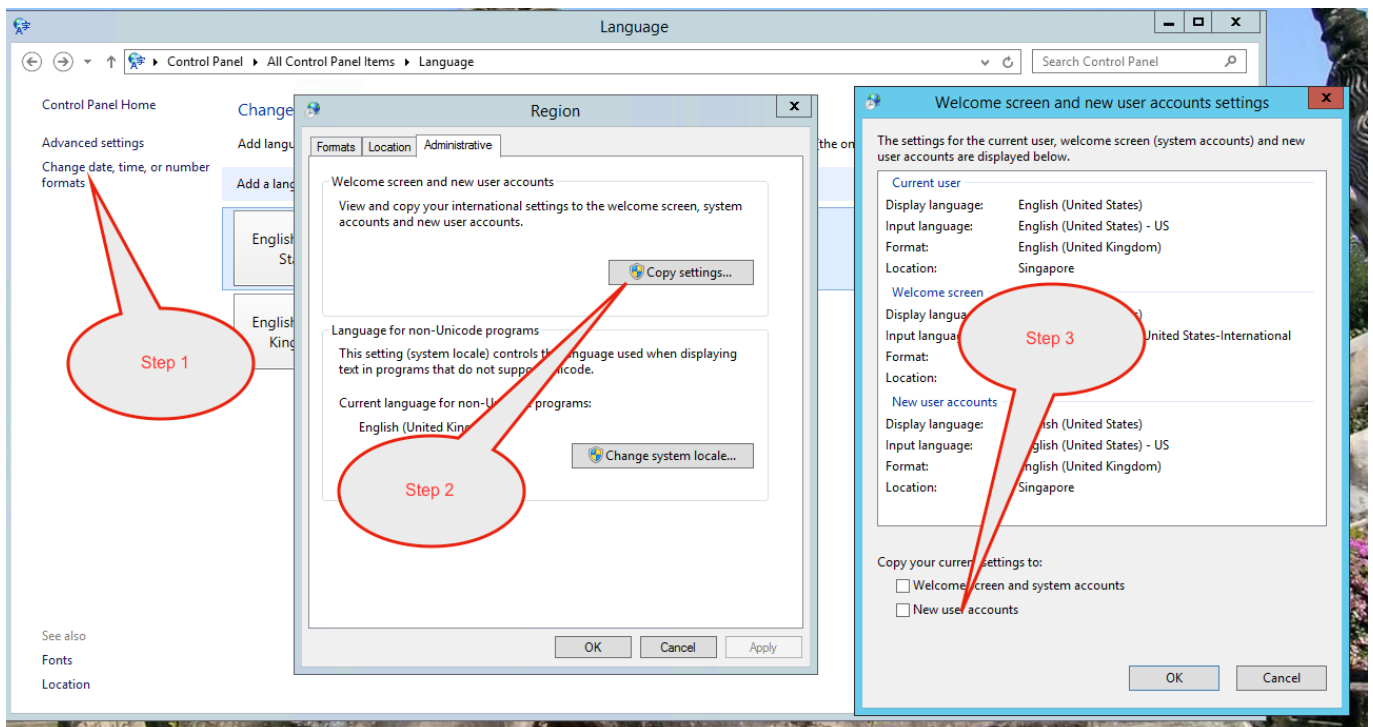 Language
Control Panel ▸ All Control Panel Items ▸ Language
Search Control Panel
Control Panel Home
Advanced settings
Change date, time, or number
formats
See also
Fonts
Location
Change
Add langu
(the on
Add a lang
English
St
English
King
Step 1
Region
Formats Location Administrative
Welcome screen and new user accounts
View and copy your international settings to the welcome screen, system
accounts and new user accounts.
Copy settings...
Language for non-Unicode programs
This setting (system locale) controls the language used when displaying
text in programs that do not support Unicode.
Current language for non-U programs:
English (United King
Change system locale...
Step 2
OK Cancel Apply
Welcome screen and new user accounts settings
The settings for the current user, welcome screen (system accounts) and new
user accounts are displayed below.
Current user
Display language: English (United States)
Input language: English (United States) - US
Format: English (United Kingdom)
Location: Singapore
Welcome screen
Display langua
Input languag United States-International
Format:
Location:
Step 3
New user accounts
Display language: English (United States)
Input language: English (United States) - US
Format: English (United Kingdom)
Location: Singapore
Copy your current settings to:
Welcome screen and system accounts
New user accounts
OK Cancel